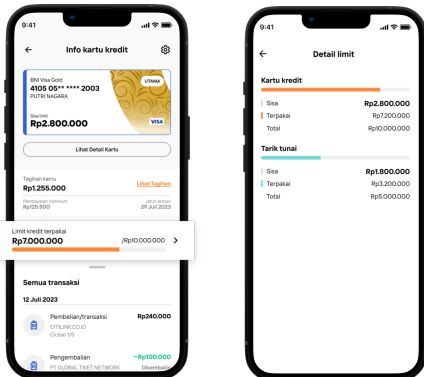 9:41
Info kartu kredit
BNI Visa Gold
UTAMA
4105 05** **** 2003
PUTRI NAGARA
Sisa limit
Rp2.800.000
VISA
Lihat Detail Kartu
Tagihan kamu
Rp1.255.000
Lihat Tagihan
Pembayaran minimum
Jatuh tempo
Rp125.500
29 Juli 2023
Limit kredit terpakai
Rp7.000.000
/Rp10.000.000
Semua transaksi
12 Juli 2023
Pembelian/transaksi
Rp240.000
CITILINK.CO.ID
Cicilan 1/5
Pengembalian
-Rp100.000
PT GLOBAL TIKET NETWORK
Dikembalik
9:41
Detail limit
Kartu kredit
Sisa
Rp2.800.000
Terpakai
Rp7.200.000
Total
Rp10.000.000
Tarik tunai
Sisa
Rp1.800.000
Terpakai
Rp3.200.000
Total
Rp5.000.000